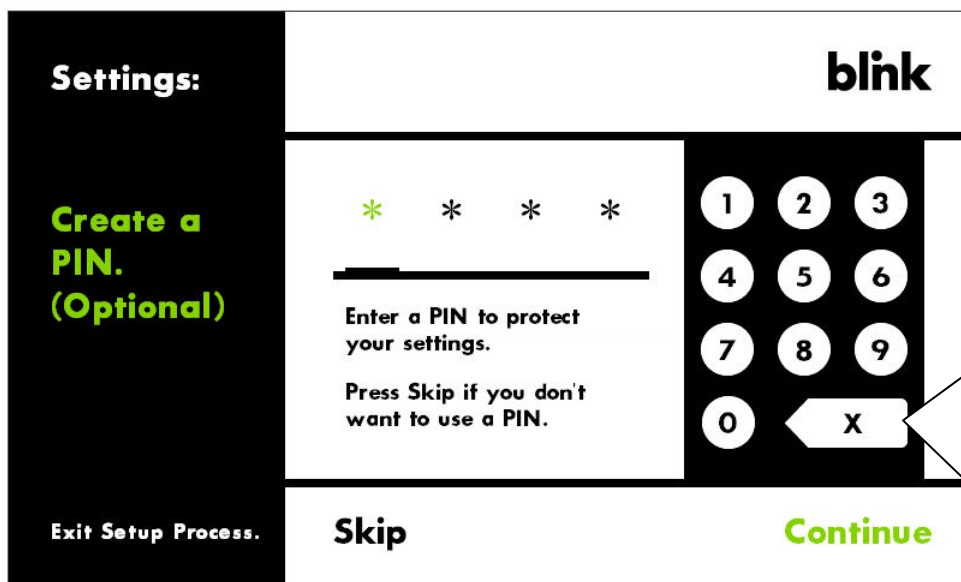 Settings:
blink
Create a
PIN.
(Optional)
* * * *
Enter a PIN to protect
your settings.
Press Skip if you don't
want to use a PIN.
1 2 3
4 5 6
7 8 9
0 X
Exit Setup Process.
Skip
Continue